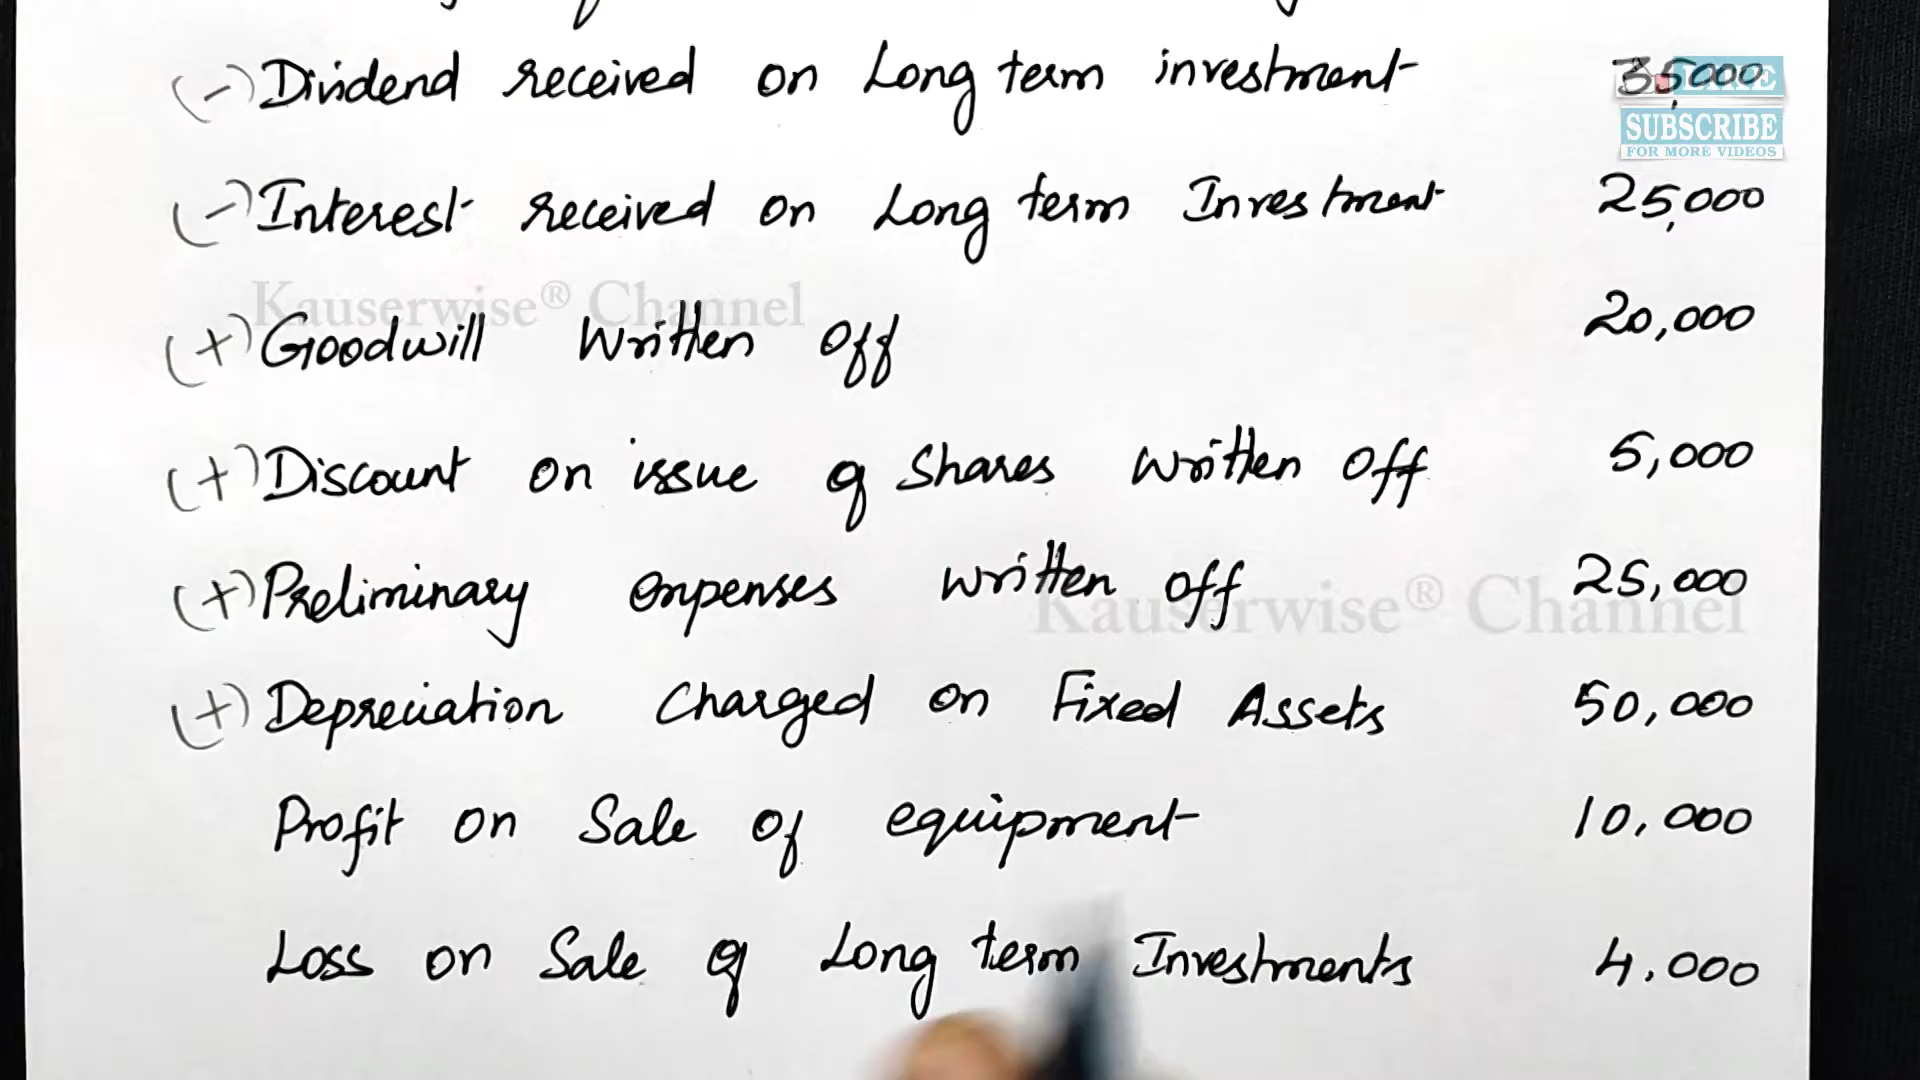 (-) Dividend received on Long term investment 35,000
LIKE
SUBSCRIBE
FOR MORE VIDEOS
(-) Interest received on Long term Investment 25,000
Kauserwise® Channel
(+) Goodwill Written off 20,000
(+) Discount on issue of Shares written off 5,000
(+) Preliminary expenses written off 25,000
Kauserwise® Channel
(+) Depreciation Charged on Fixed Assets 50,000
Profit on Sale of equipment 10,000
Loss on Sale of Long term Investments 4,000